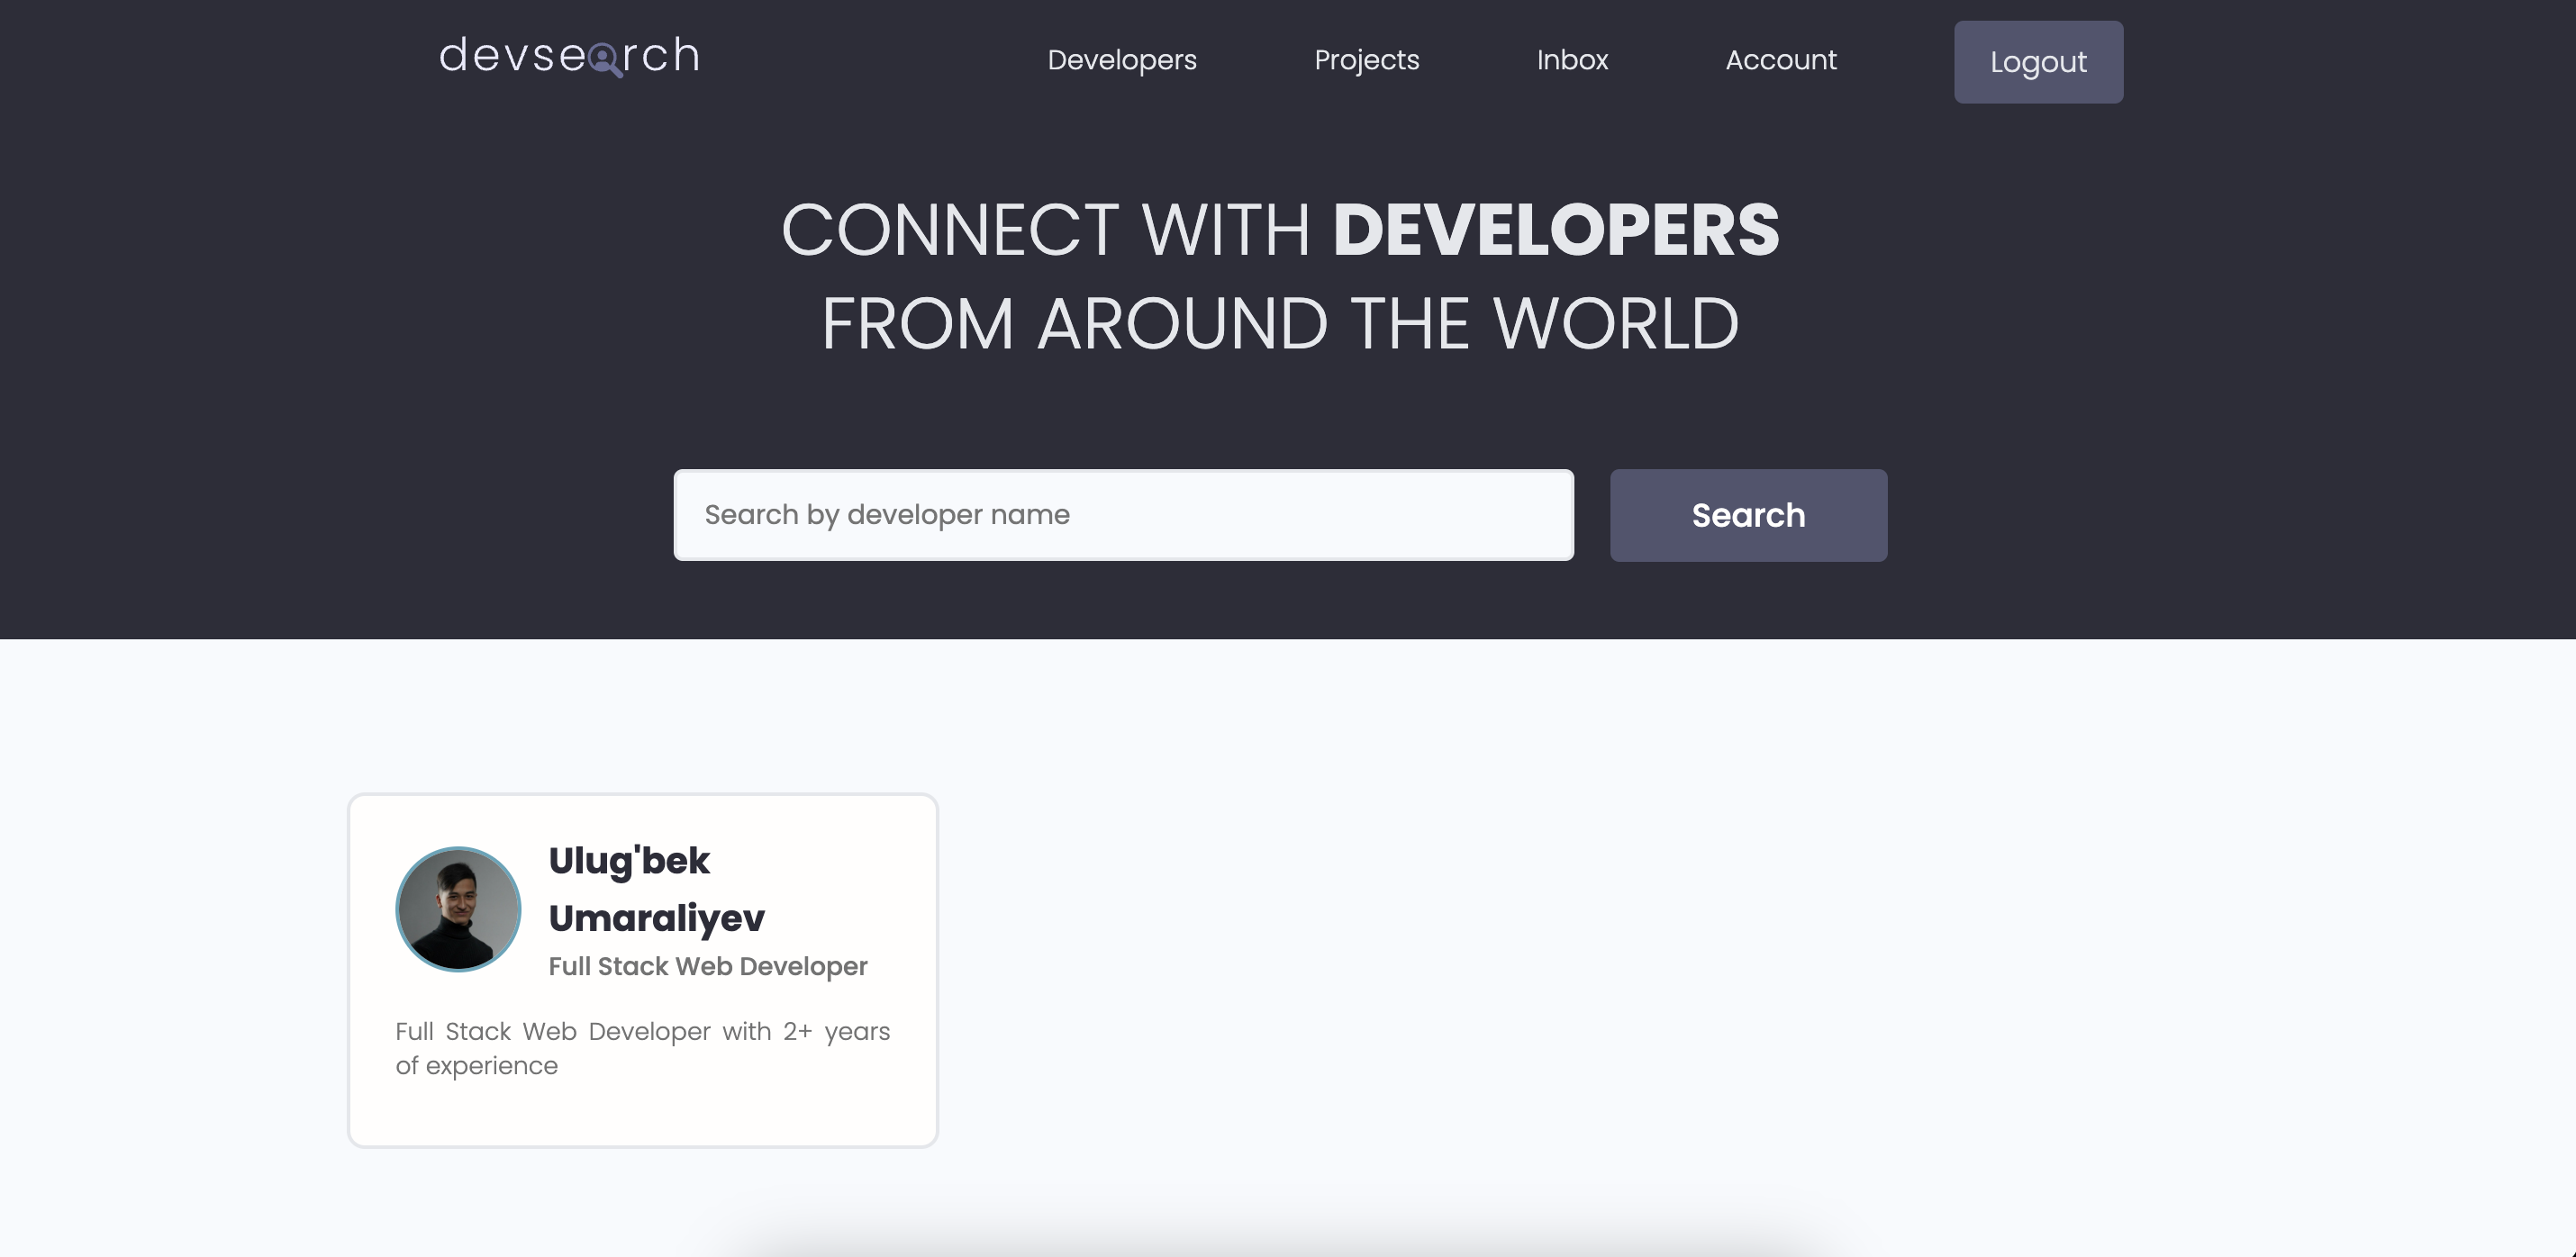 devsearch
Developers
Projects
Inbox
Account
Logout
CONNECT WITH DEVELOPERS
FROM AROUND THE WORLD
Search by developer name
Search
Ulug'bek
Umaraliyev
Full Stack Web Developer
Full Stack Web Developer with 2+ years
of experience